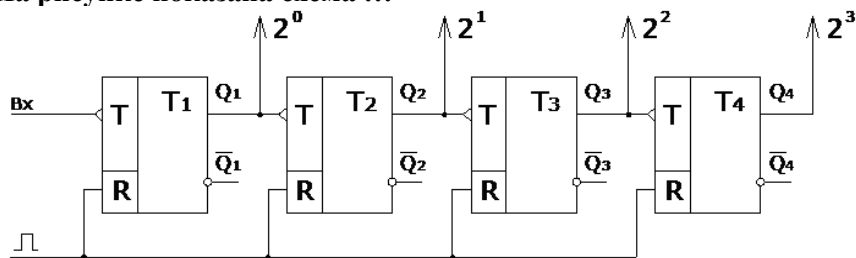 на рисунке показана схема ...
2⁰ 2¹ 2² 2³
Вх T T₁ Q₁ T T₂ Q₂ T T₃ Q₃ T T₄ Q₄
R Q̅₁ R Q̅₂ R Q̅₃ R Q̅₄